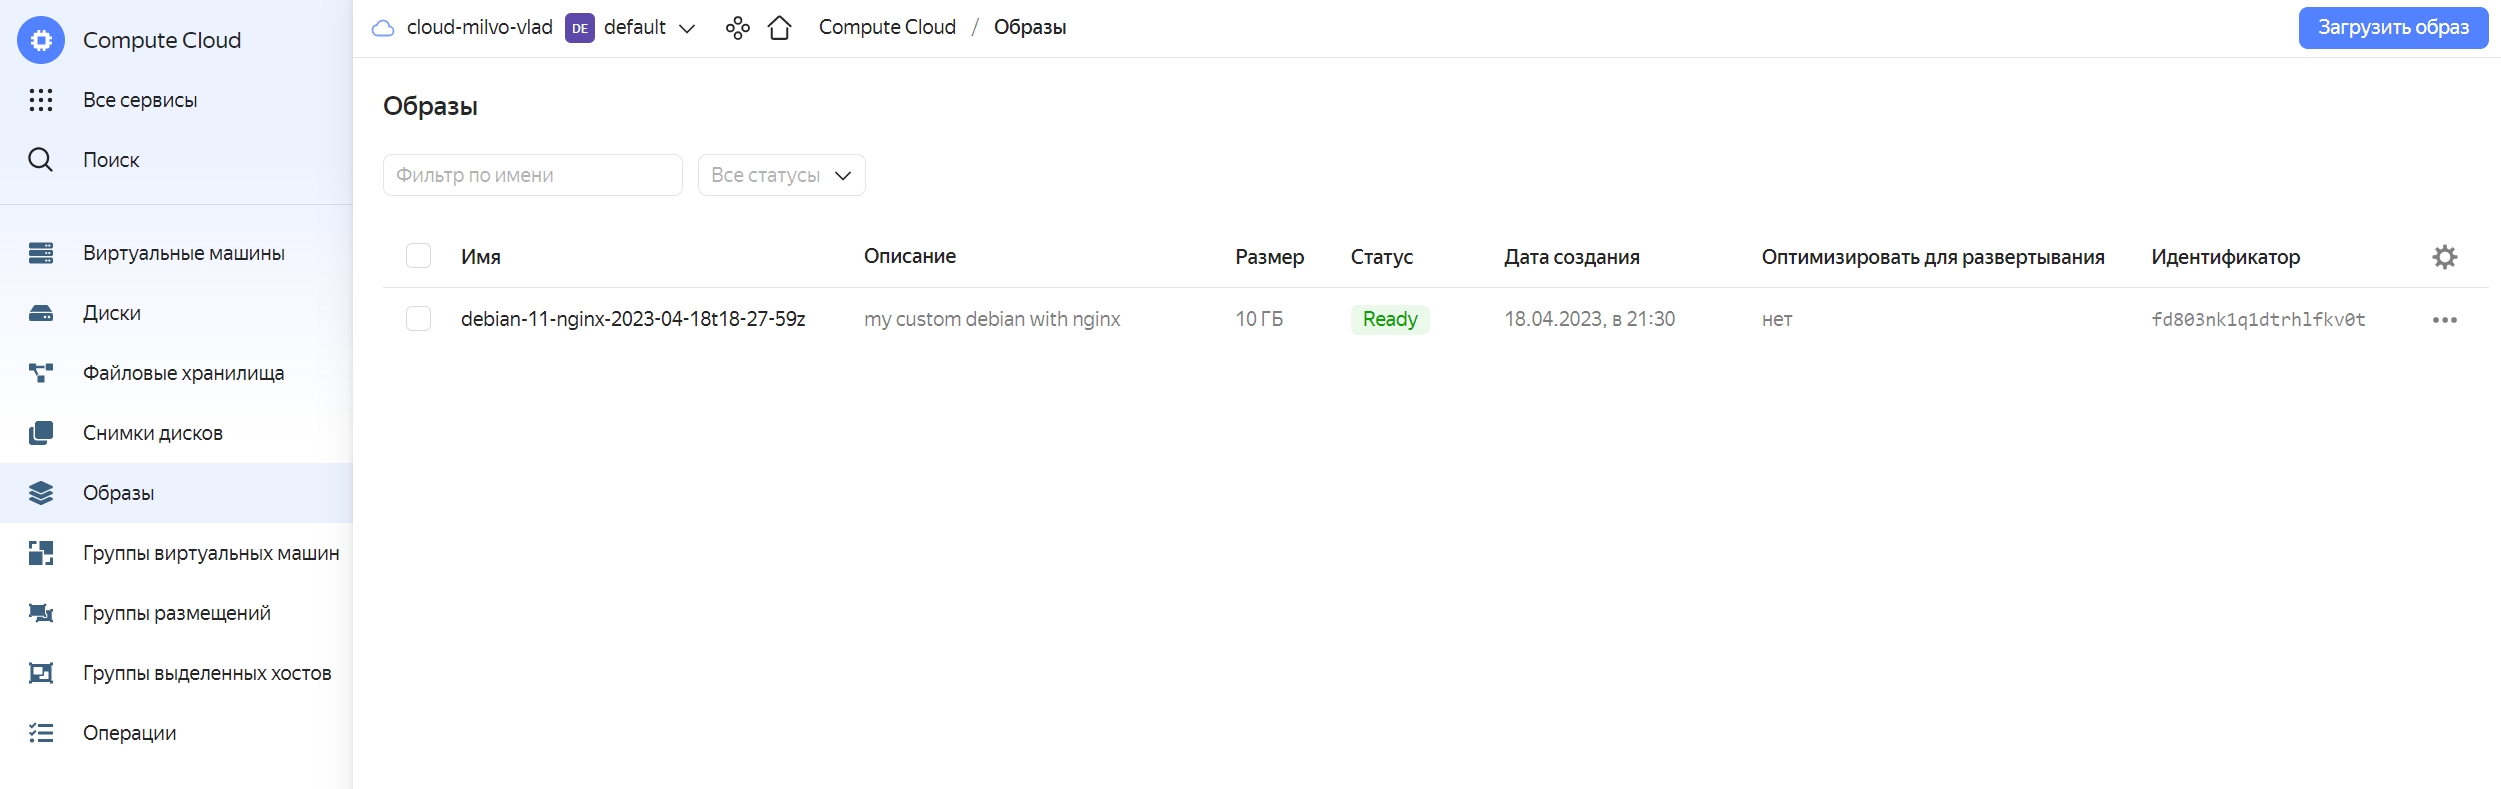 Compute Cloud
Все сервисы
Поиск
Виртуальные машины
Диски
Файловые хранилища
Снимки дисков
Образы
Группы виртуальных машин
Группы размещений
Группы выделенных хостов
Операции
cloud-milvo-vlad DE default Compute Cloud / Образы
Загрузить образ
Образы
Фильтр по имени Все статусы
Имя Описание Размер Статус Дата создания Оптимизировать для развертывания Идентификатор
debian-11-nginx-2023-04-18t18-27-59z my custom debian with nginx 10 ГБ Ready 18.04.2023, в 21:30 нет fd803nk1q1dtrhlfkv0t